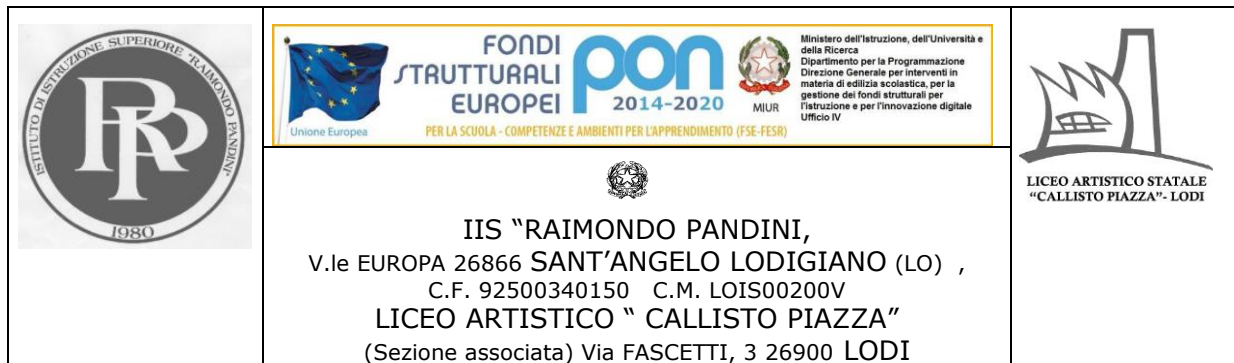 ISTITUTO DI ISTRUZIONE SUPERIORE "RAIMONDO PANDINI"
1980
Unione Europea
FONDI
STRUTTURALI
EUROPEI
pon
2014-2020
MIUR
Ministero dell'Istruzione, dell'Università e
della Ricerca
Dipartimento per la Programmazione
Direzione Generale per interventi in
materia di edilizia scolastica, per la
gestione dei fondi strutturali per
l'istruzione e per l'innovazione digitale
Ufficio IV
PER LA SCUOLA - COMPETENZE E AMBIENTI PER L'APPRENDIMENTO (FSE-FESR)
IIS "RAIMONDO PANDINI,
V.le EUROPA 26866 SANT'ANGELO LODIGIANO (LO) ,
C.F. 92500340150 C.M. LOIS00200V
LICEO ARTISTICO " CALLISTO PIAZZA"
(Sezione associata) Via FASCETTI, 3 26900 LODI
LICEO ARTISTICO STATALE
"CALLISTO PIAZZA"- LODI